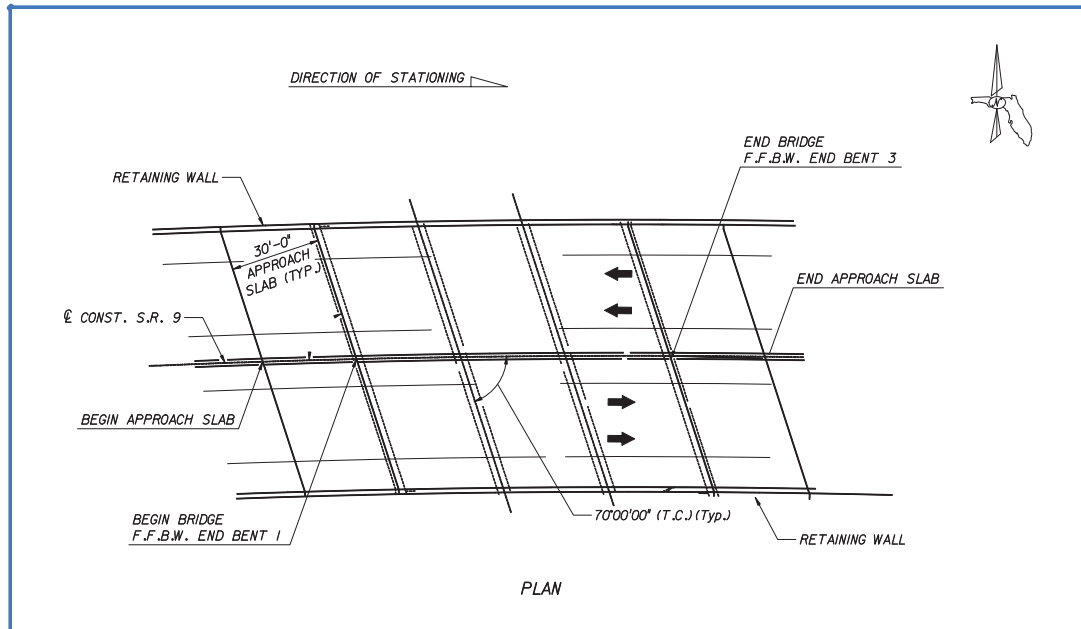 DIRECTION OF STATIONING
N
END BRIDGE
F.F.B.W. END BENT 3
RETAINING WALL
30'-0"
APPROACH
SLAB (TYP.)
END APPROACH SLAB
℄ CONST. S.R. 9
BEGIN APPROACH SLAB
BEGIN BRIDGE
F.F.B.W. END BENT 1
70°00'00" (T.C.)(Typ.)
RETAINING WALL
PLAN